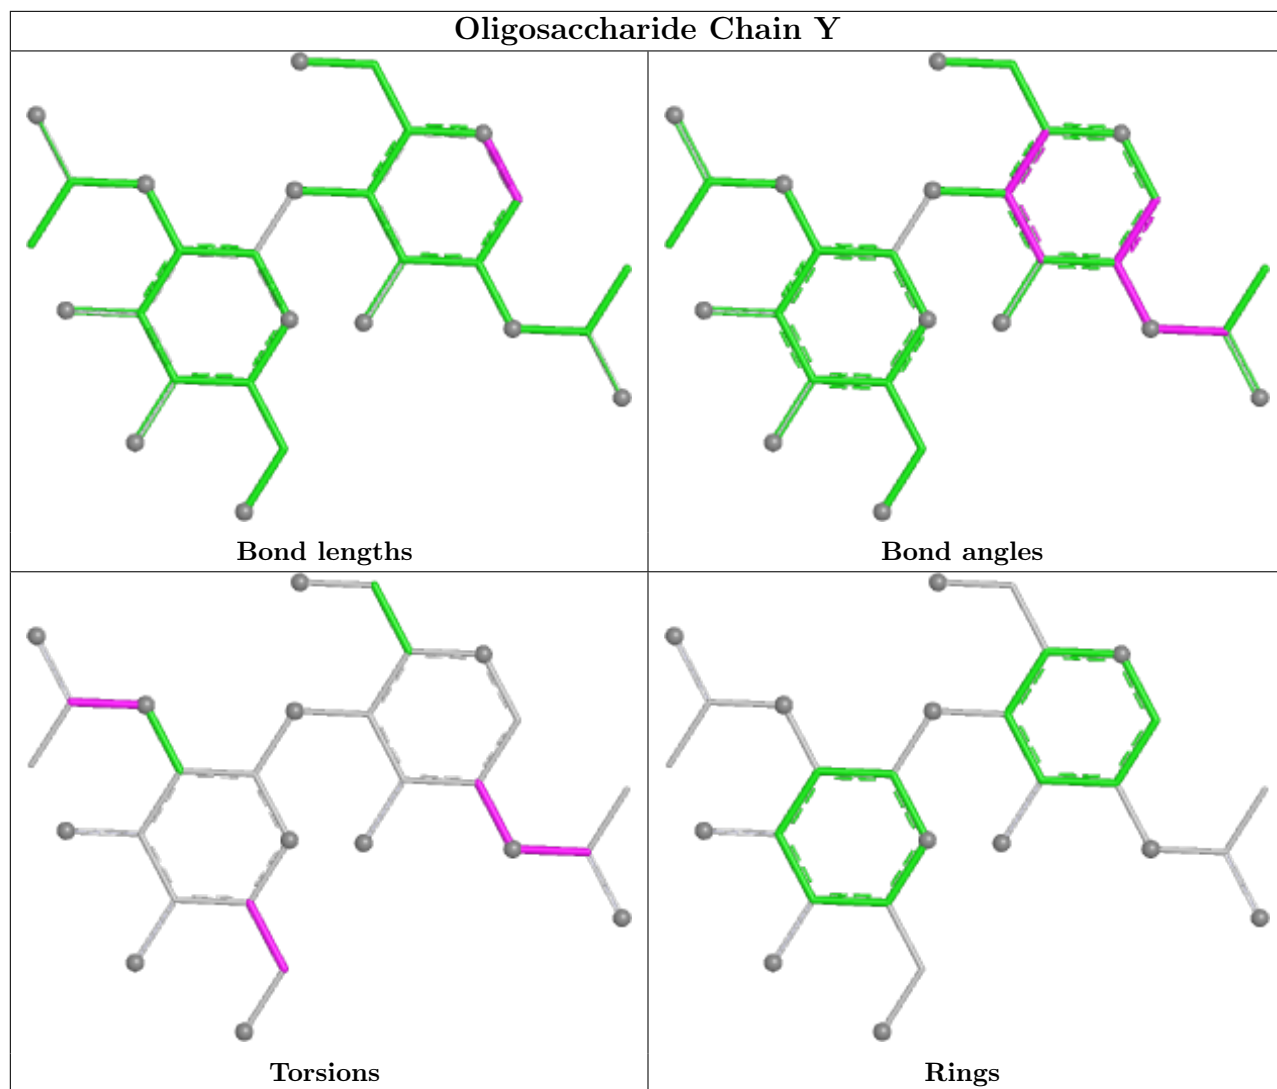 Oligosaccharide Chain Y
Bond lengths
Bond angles
Torsions
Rings